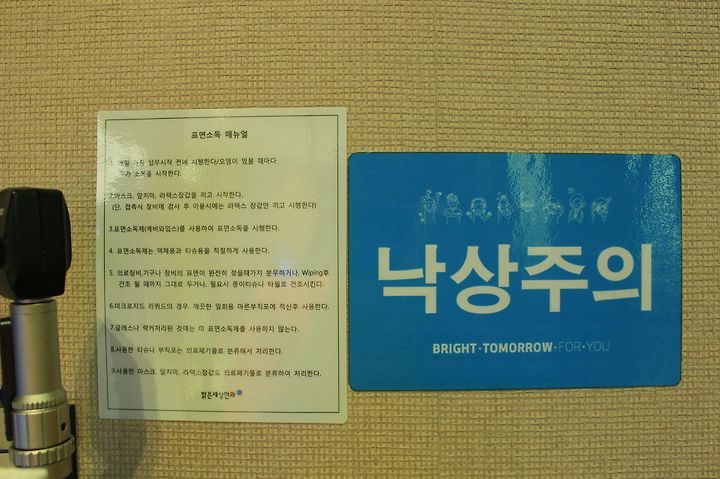 표면소독 매뉴얼
업무시작 전에 시행한다/오염이 있을 때마다
소독을 시작한다.
2.마스크, 앞치마, 라텍스장갑을 끼고 시작한다.
(단, 접촉식 장비에 검사 후 이용시에는 라텍스 장갑만 끼고 시행한다)
3.표면소독제(캐비와입스)를 사용하여 표면소독을 시행한다.
4. 표면소독제는 액체용과 티슈용을 적절하게 사용한다.
5. 의료장비,기구나 장비의 표면이 완전히 젖을때가지 분무하거나, Wiping후
건조 될 때까지 그대로 두거나, 필요시 종이티슈나 타월로 건조시킨다.
6.미크로지드 리퀴드의 경우, 깨끗한 일회용 마른부직포에 적신후 사용한다.
7.글래스나 락커처리된 것에는 이 표면소독제를 사용하지 않는다.
8.사용한 티슈나 부직포는 의료폐기물로 분류해서 처리한다.
9.사용한 마스크, 앞치마, 라덱스장갑도 의료폐기물로 분류하여 처리한다.
밝은세상안과
낙상주의
BRIGHT·TOMORROW·FOR·YOU